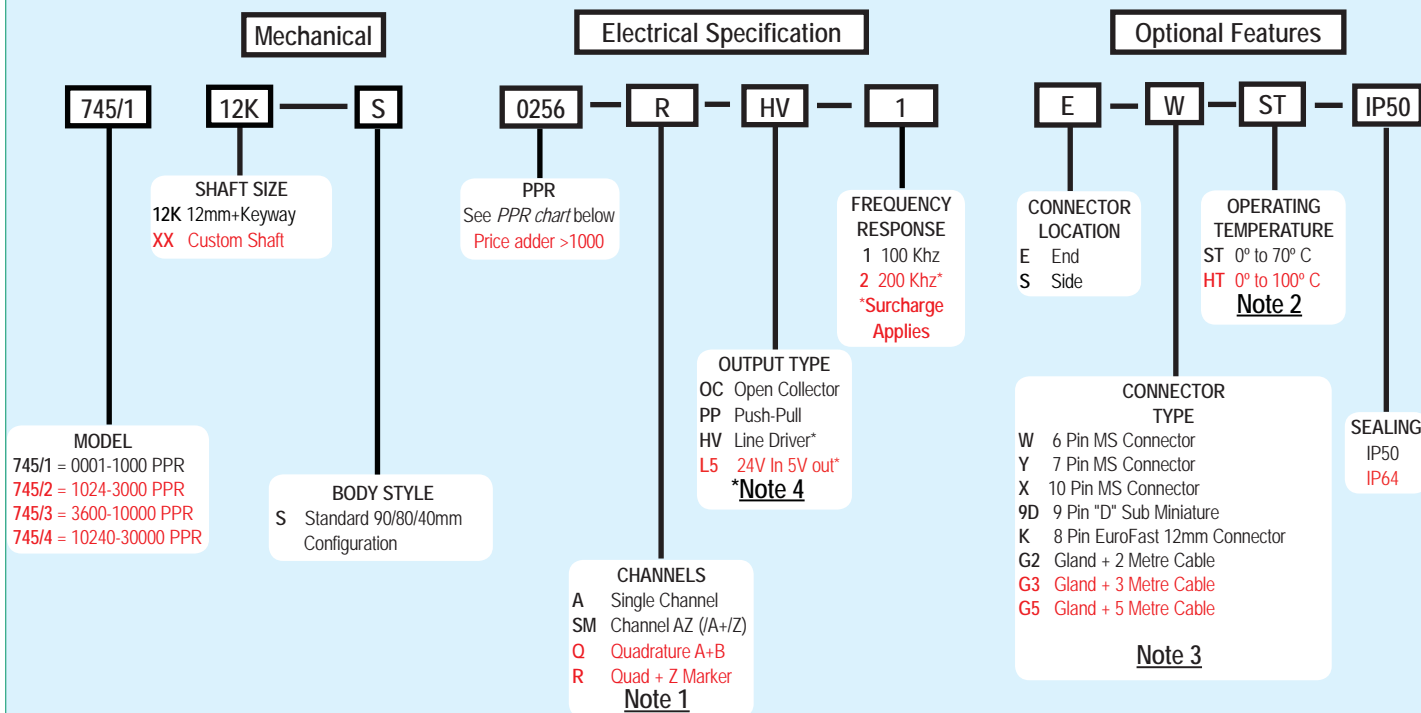 Mechanical
Electrical Specification
Optional Features
745/1 12K S 0256 R HV 1 E W ST IP50
SHAFT SIZE
12K 12mm+Keyway
XX Custom Shaft
PPR
See PPR chart below
Price adder >1000
FREQUENCY
RESPONSE
1 100 Khz
2 200 Khz*
*Surcharge
Applies
CONNECTOR
LOCATION
E End
S Side
OPERATING
TEMPERATURE
ST 0º to 70º C
HT 0º to 100º C
Note 2
OUTPUT TYPE
OC Open Collector
PP Push-Pull
HV Line Driver*
L5 24V In 5V out*
*Note 4
MODEL
745/1 = 0001-1000 PPR
745/2 = 1024-3000 PPR
745/3 = 3600-10000 PPR
745/4 = 10240-30000 PPR
BODY STYLE
S Standard 90/80/40mm
Configuration
CHANNELS
A Single Channel
SM Channel AZ (/A+/Z)
Q Quadrature A+B
R Quad + Z Marker
Note 1
CONNECTOR
TYPE
W 6 Pin MS Connector
Y 7 Pin MS Connector
X 10 Pin MS Connector
9D 9 Pin "D" Sub Miniature
K 8 Pin EuroFast 12mm Connector
G2 Gland + 2 Metre Cable
G3 Gland + 3 Metre Cable
G5 Gland + 5 Metre Cable
Note 3
SEALING
IP50
IP64